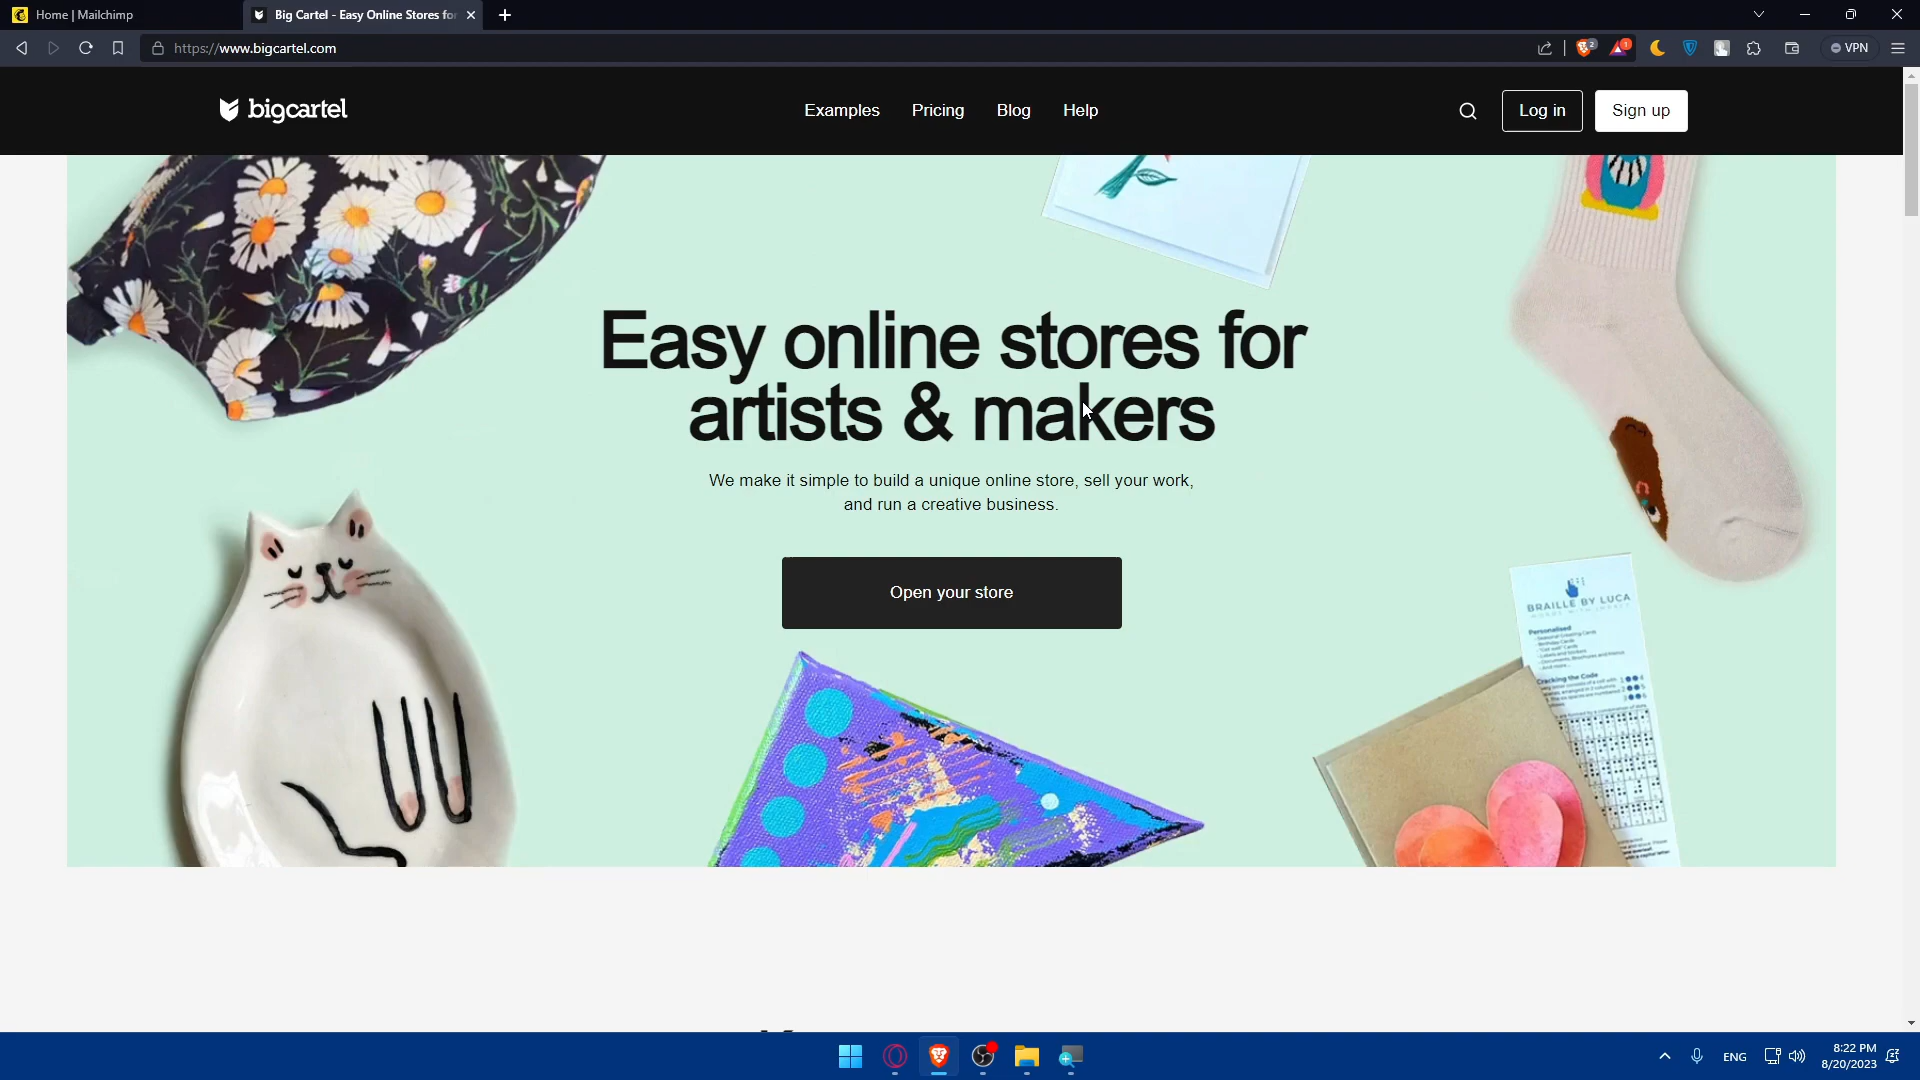 Home | Mailchimp
Big Cartel - Easy Online Stores for
https://www.bigcartel.com
2
1
VPN
bigcartel
Examples
Pricing
Blog
Help
Log in
Sign up
Easy online stores for
artists & makers
We make it simple to build a unique online store, sell your work,
and run a creative business.
Open your store
BRAILLE BY LUCA
Personalised
Cracking the Code
ENG
8:22 PM
8/20/2023